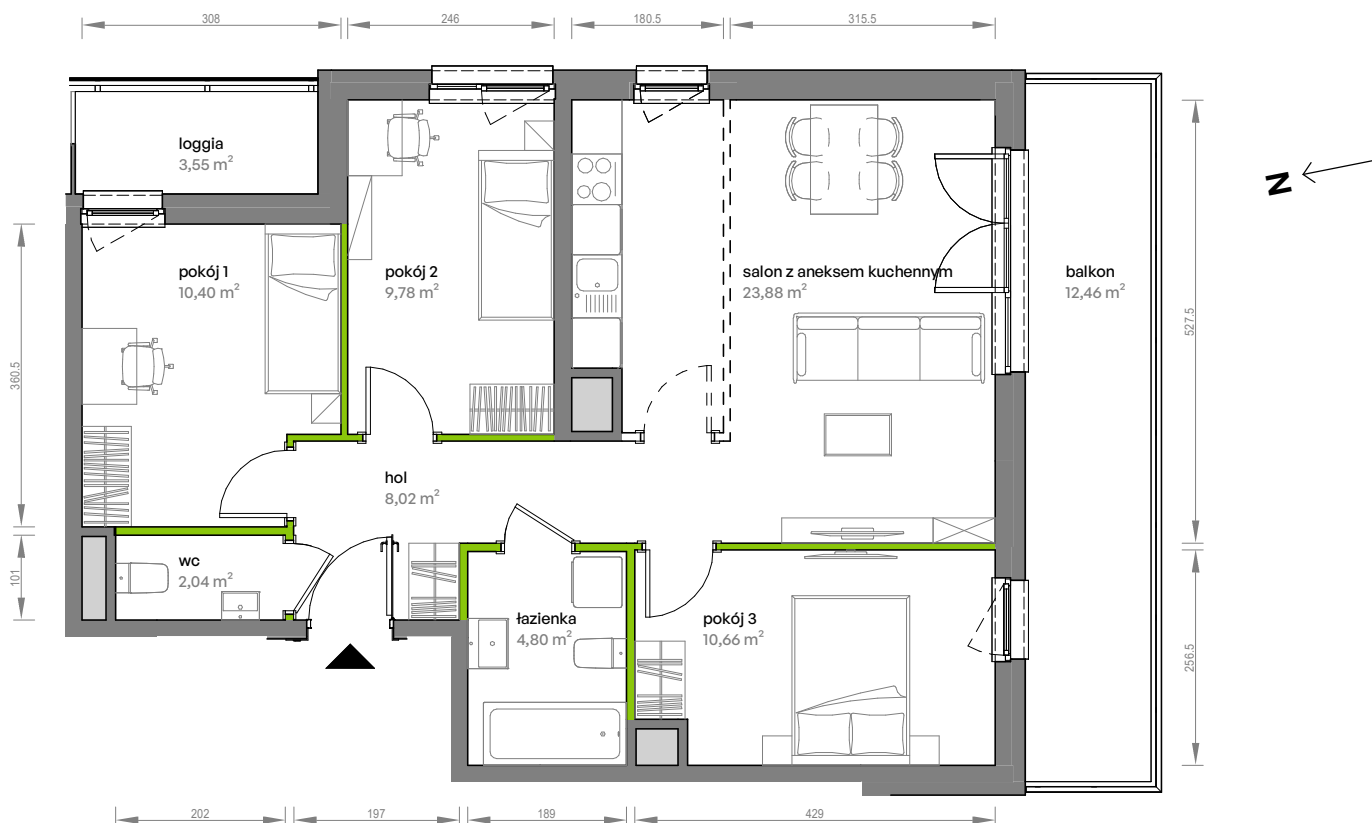 308
246
180.5
315.5
loggia
3,55 m²
N
pokój 1
10,40 m²
pokój 2
9,78 m²
salon z aneksem kuchennym
23,88 m²
balkon
12,46 m²
360.5
527.5
hol
8,02 m²
wc
2,04 m²
101
łazienka
4,80 m²
pokój 3
10,66 m²
256.5
202
197
189
429